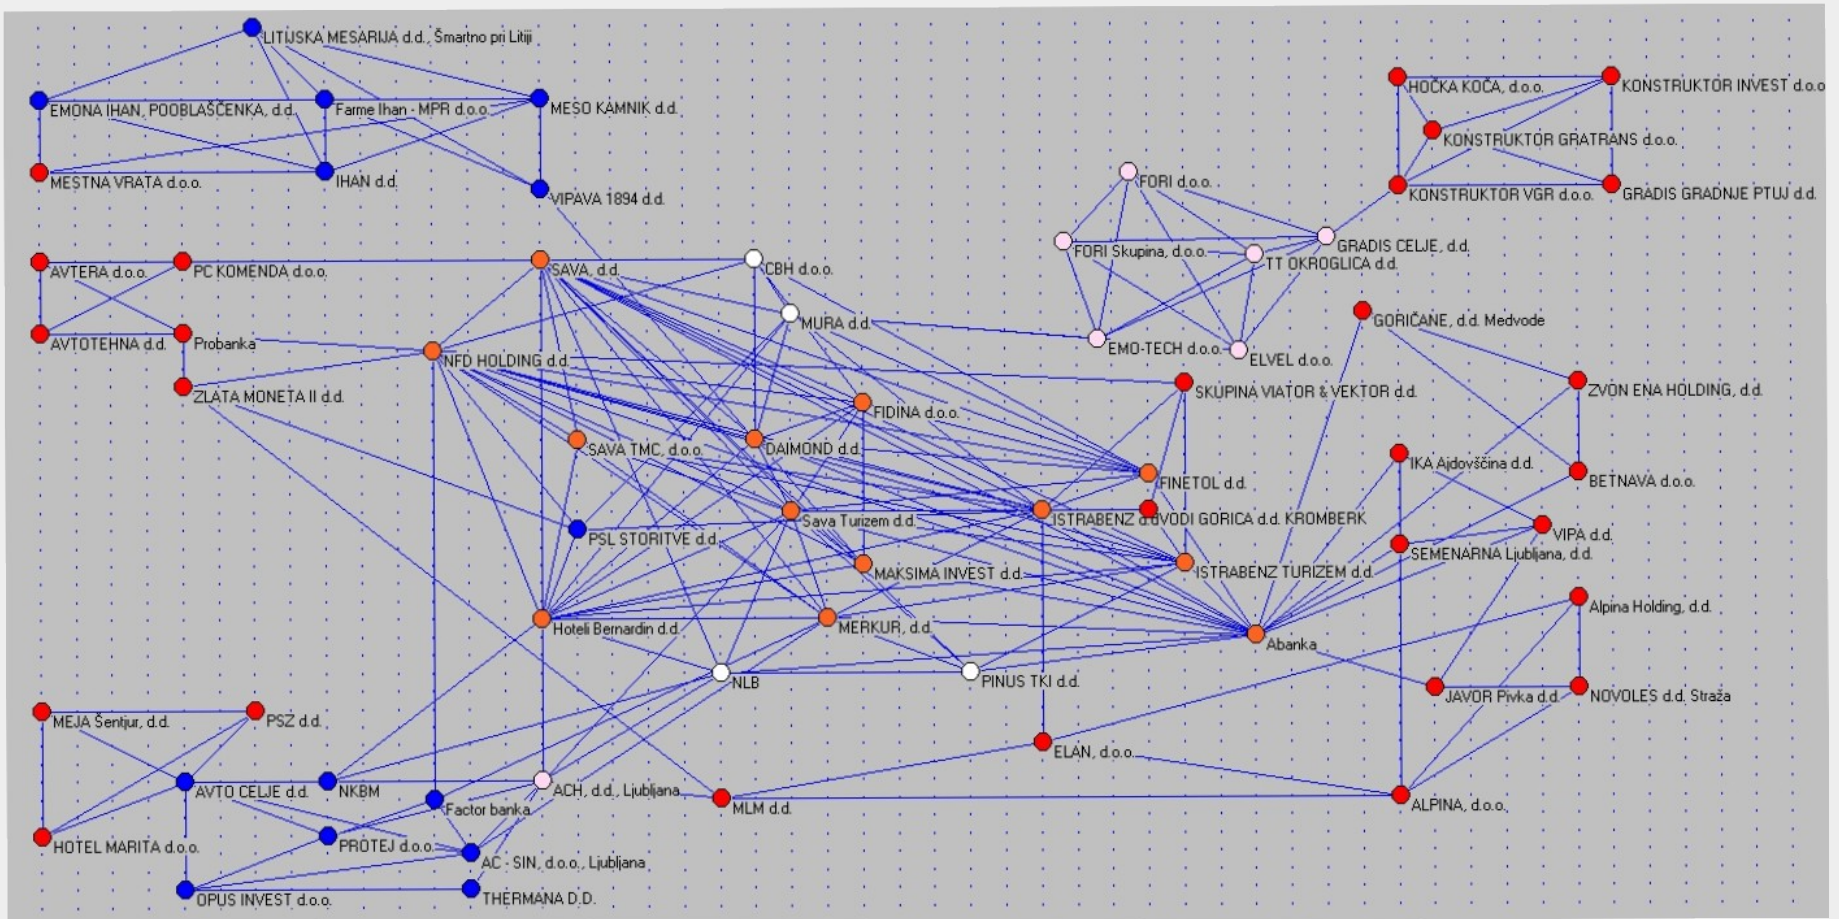 LITIJSKA MESARIJA d.d., Šmartno pri Litiji
EMONA IHAN, POOBLAŠČENKA, d.d.
Farme Ihan - MPR d.o.o.
MESO KAMNIK d.d.
HOČKA KOČA, d.o.o.
KONSTRUKTOR INVEST d.o.o
KONSTRUKTOR GRATRANS d.o.o.
MESTNA VRATA d.o.o.
IHAN d.d.
VIPAVA 1894 d.d.
FORI d.o.o.
KONSTRUKTOR VGR d.o.o.
GRADIS GRADNJE PTUJ d.d.
FORI Skupina, d.o.o.
GRADIS CELJE, d.d.
TT OKROGLICA d.d.
AVTERA d.o.o.
PC KOMENDA d.o.o.
SAVA, d.d.
CBH d.o.o.
MURA d.d.
GORIČANE, d.d. Medvode
AVTOTEHNA d.d.
Probanka
EMO-TECH d.o.o.
ELVEL d.o.o.
NFD HOLDING d.d.
ZLATA MONETA II d.d.
SKUPINA VIATOR & VEKTOR d.d.
ZVON ENA HOLDING, d.d.
FIDINA d.o.o.
SAVA TMC, d.o.o.
DAIMOND d.d.
IKA Ajdovščina d.d.
FINETOL d.d.
BETNAVA d.o.o.
PSL STORITVE d.d.
Sava Turizem d.d.
ISTRABENZ d.d.
VODI GORICA d.d. KROMBERK
VIPA d.d.
SEMENARNA Ljubljana, d.d.
MAKSIMA INVEST d.d.
ISTRABENZ TURIZEM d.d.
Alpina Holding, d.d.
Hoteli Bernardin d.d.
MERKUR, d.d.
Abanka
NLB
PINUS TKI d.d.
JAVOR Pivka d.d.
NOVOLES d.d. Straža
MEJA Šentjur, d.d.
PSZ d.d.
ELAN, d.o.o.
AVTO CELJE d.d.
NKBM
ACH, d.d., Ljubljana
Factor banka
MLM d.d.
ALPINA, d.o.o.
HOTEL MARITA d.o.o.
PROTEJ d.o.o.
AC - SIN, d.o.o., Ljubljana
OPUS INVEST d.o.o.
THERMANA D.D.